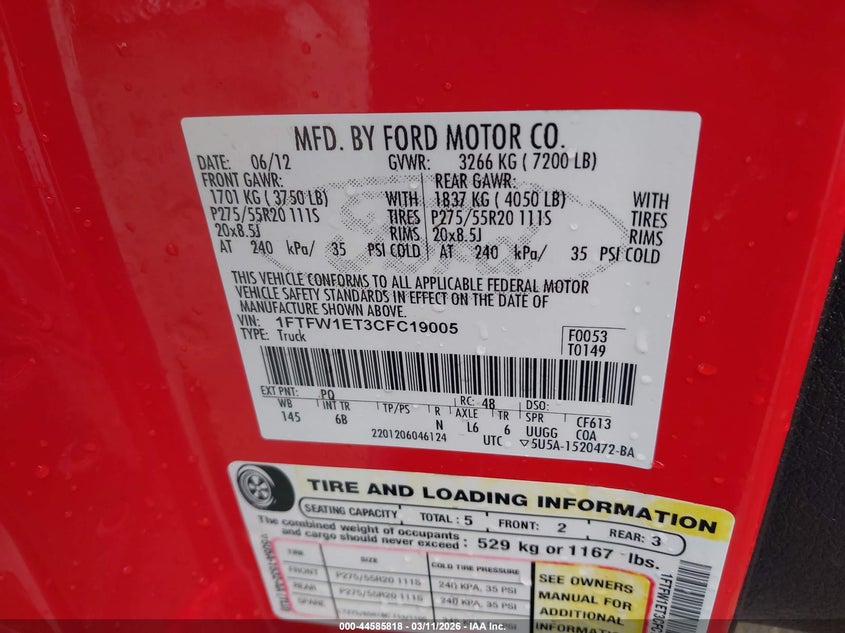 MFD. BY FORD MOTOR CO.
DATE: 06/12 GVWR: 3266 KG ( 7200 LB)
FRONT GAWR: REAR GAWR:
1701 KG ( 3750 LB) WITH 1837 KG ( 4050 LB) WITH
P275/55R20 111S TIRES P275/55R20 111S TIRES
20x8.5J RIMS 20x8.5J RIMS
AT 240 kPa/ 35 PSI COLD AT 240 kPa/ 35 PSI COLD
THIS VEHICLE CONFORMS TO ALL APPLICABLE FEDERAL MOTOR
VEHICLE SAFETY STANDARDS IN EFFECT ON THE DATE OF
MANUFACTURE SHOWN ABOVE.
VIN: 1FTFW1ET3CFC19005 F0053
TYPE: Truck T0149
EXT PNT: PQ RC: 48 DSO:
WB INT TR TP/PS R AXLE TR SPR CF613
145 6B N L6 6 UUGG COA
2201206046124 UTC ▽5U5A-1520472-BA
TIRE AND LOADING INFORMATION
SEATING CAPACITY TOTAL : 5 FRONT: 2 REAR: 3
The combined weight of occupants
and cargo should never exceed : 529 kg or 1167 lbs.
TIRE SIZE COLD TIRE PRESSURE
FRONT P275/55R20 111S 240 KPA, 35 PSI
REAR P275/55R20 111S 240 KPA, 35 PSI
SPARE
SEE OWNERS
MANUAL FOR
ADDITIONAL
INFORMATION
000-44585818 - 03/11/2026 - IAA Inc.